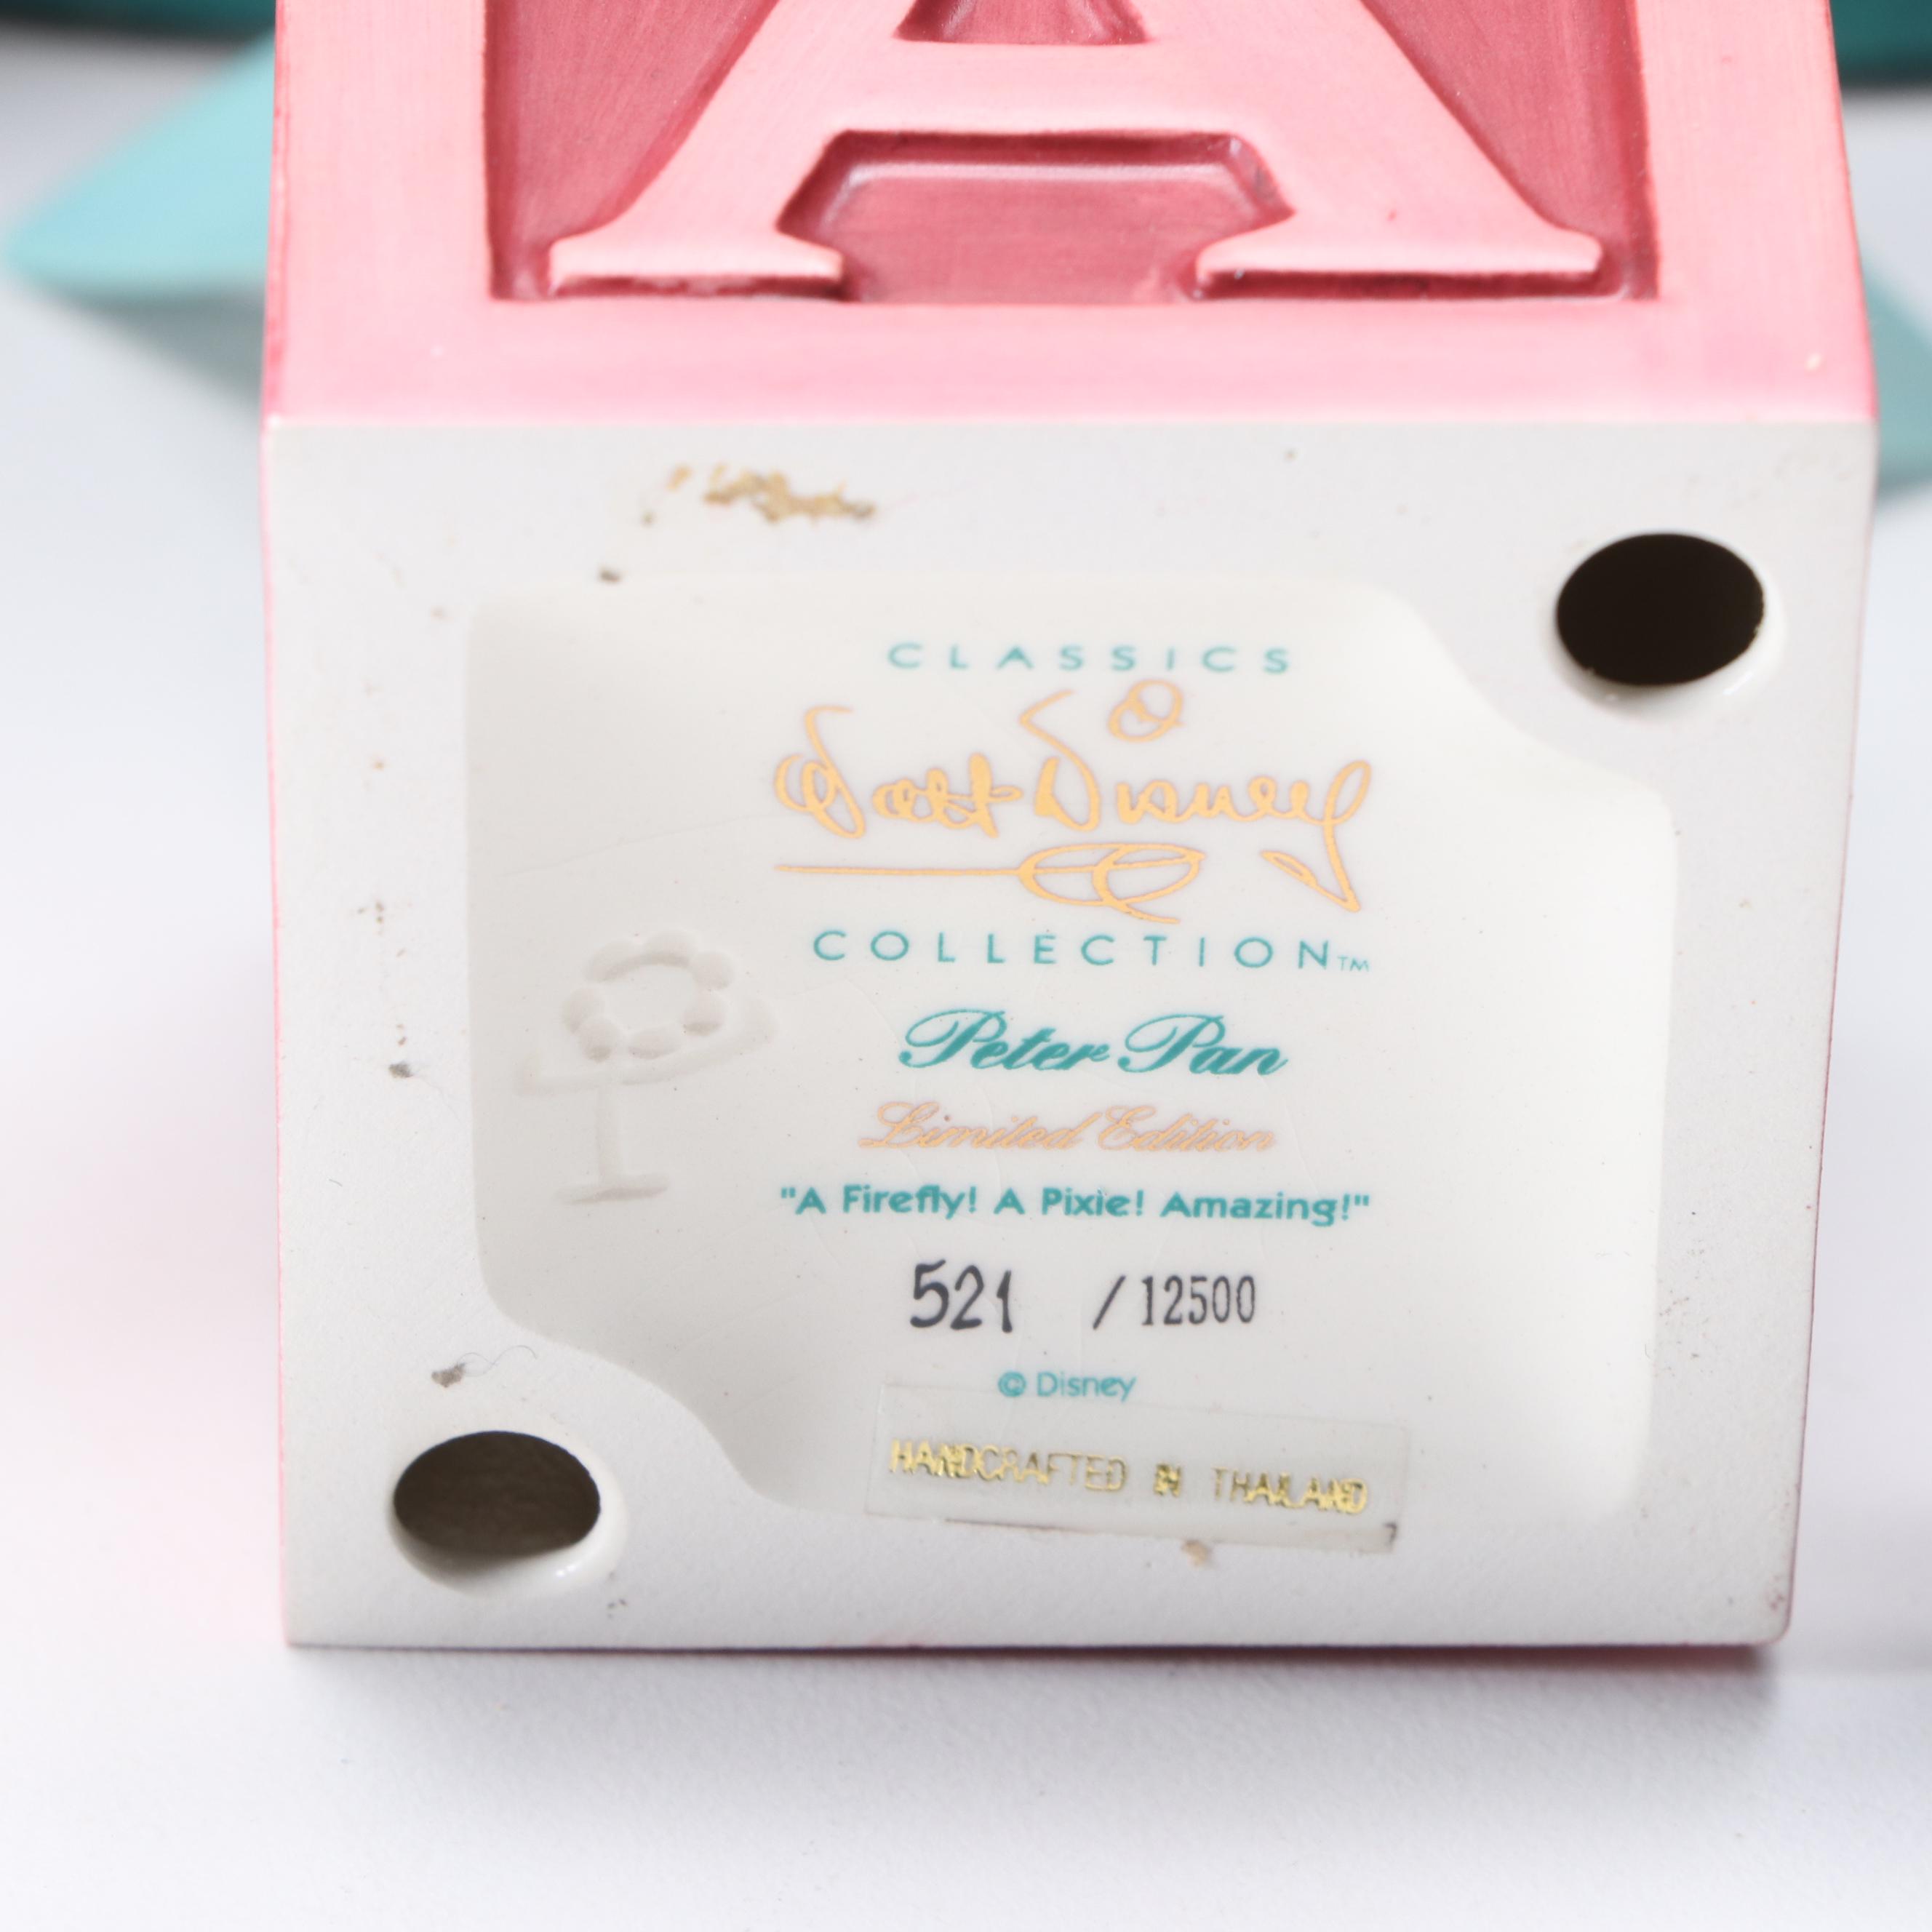 A
CLASSICS
Walt Disney
COLLECTION™
Peter Pan
Limited Edition
"A Firefly! A Pixie! Amazing!"
521 /12500
© Disney
HANDCRAFTED IN THAILAND